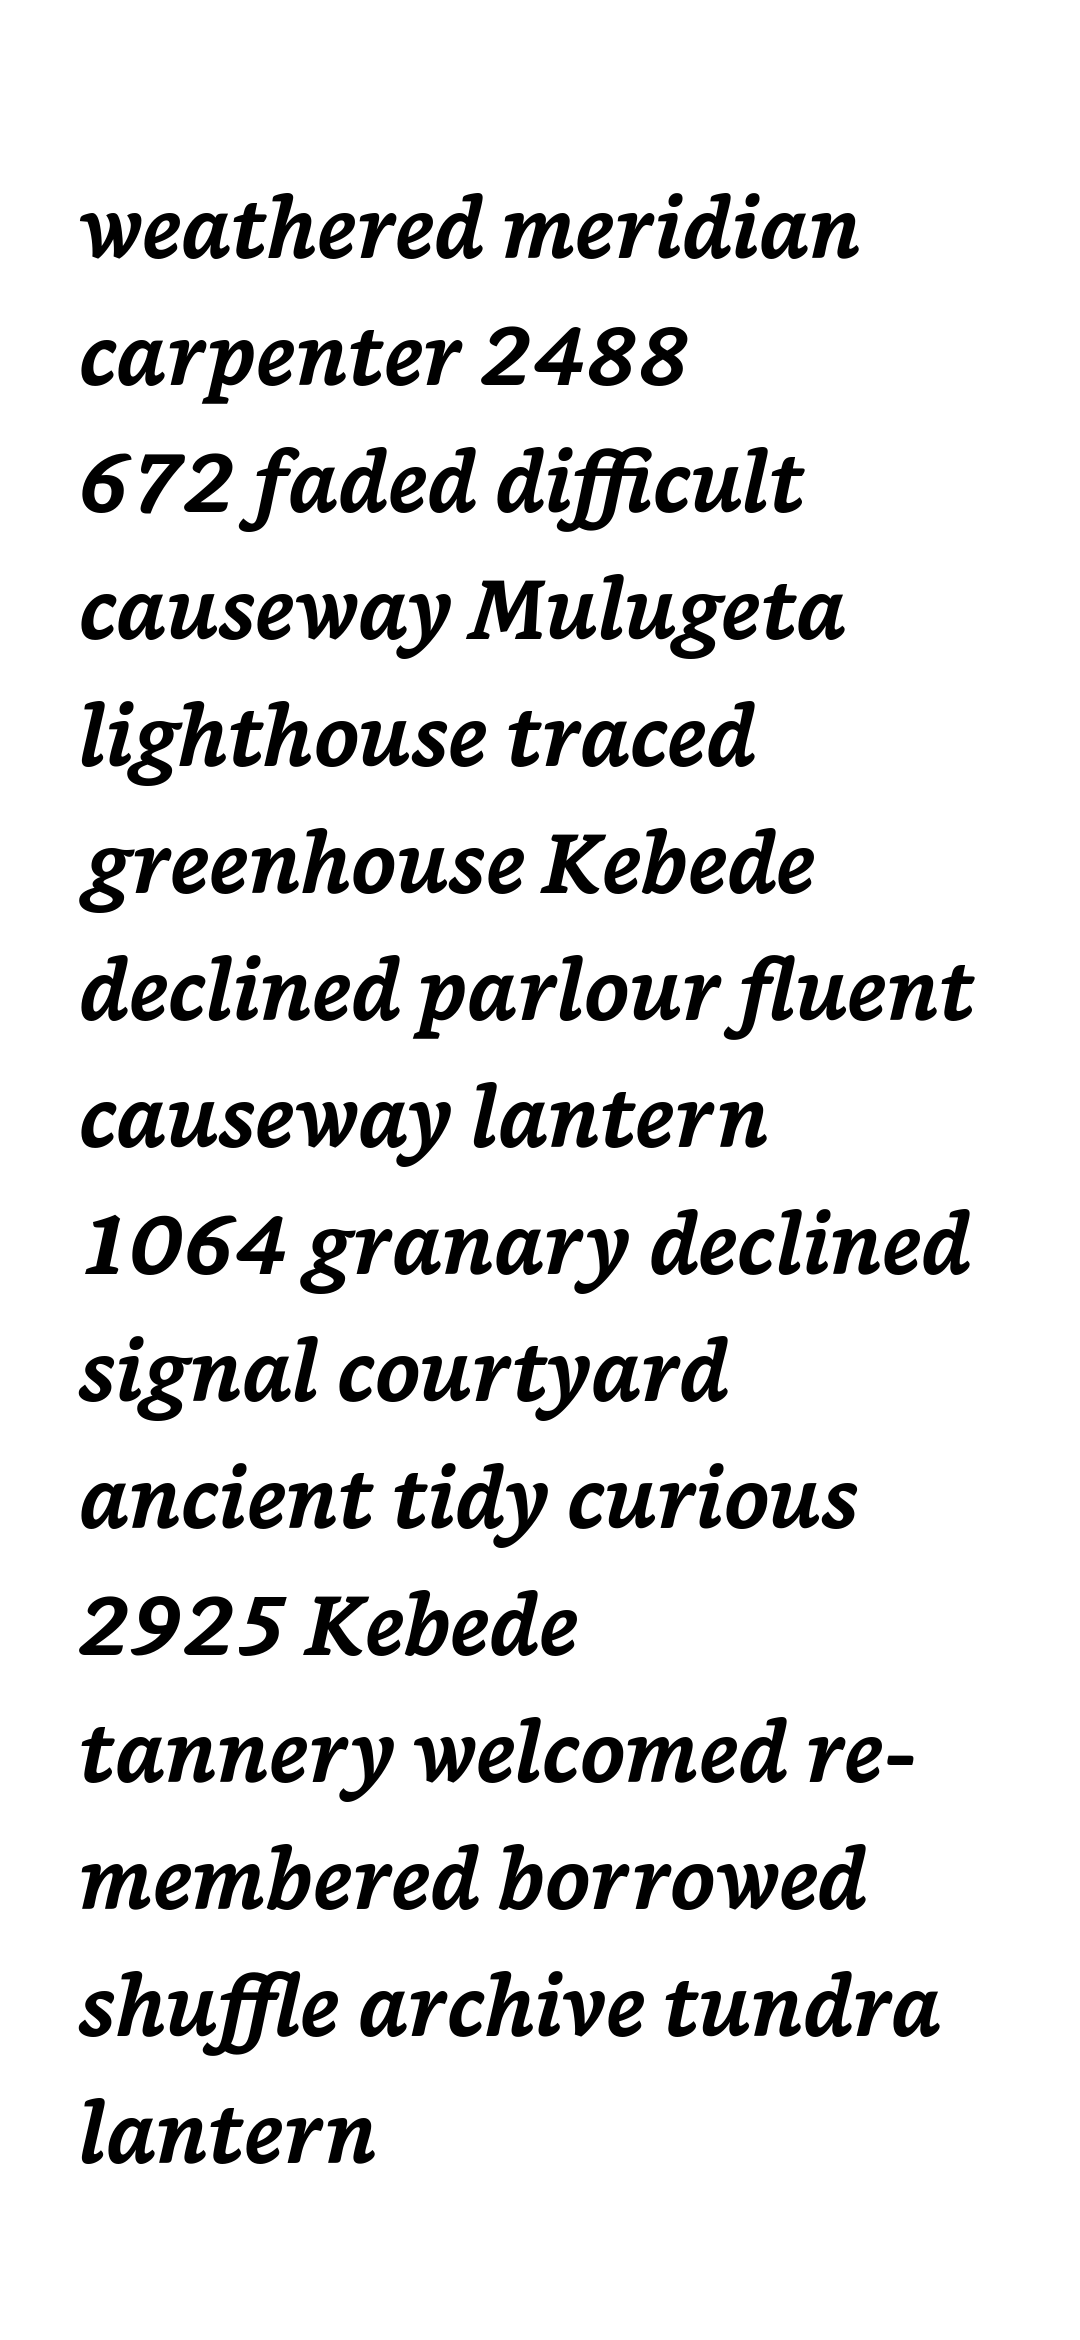 weathered meridian
carpenter 2488
672 faded difficult
causeway Mulugeta
lighthouse traced
greenhouse Kebede
declined parlour fluent
causeway lantern
1064 granary declined
signal courtyard
ancient tidy curious
2925 Kebede
tannery welcomed re-
membered borrowed
shuffle archive tundra
lantern